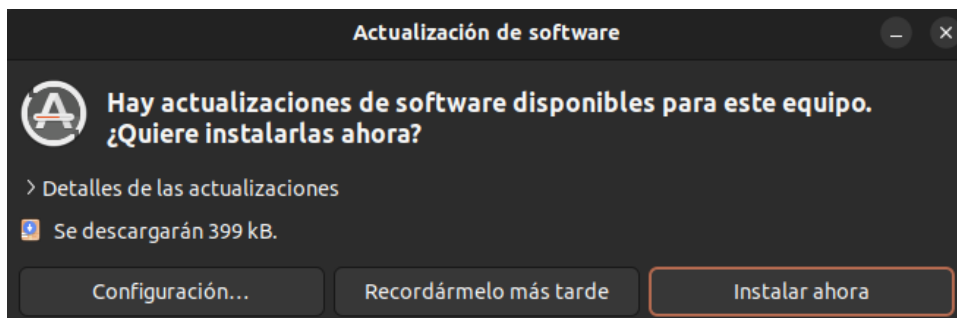 Actualización de software
Hay actualizaciones de software disponibles para este equipo.
¿Quiere instalarlas ahora?
Detalles de las actualizaciones
Se descargarán 399 kB.
Configuración...
Recordármelo más tarde
Instalar ahora